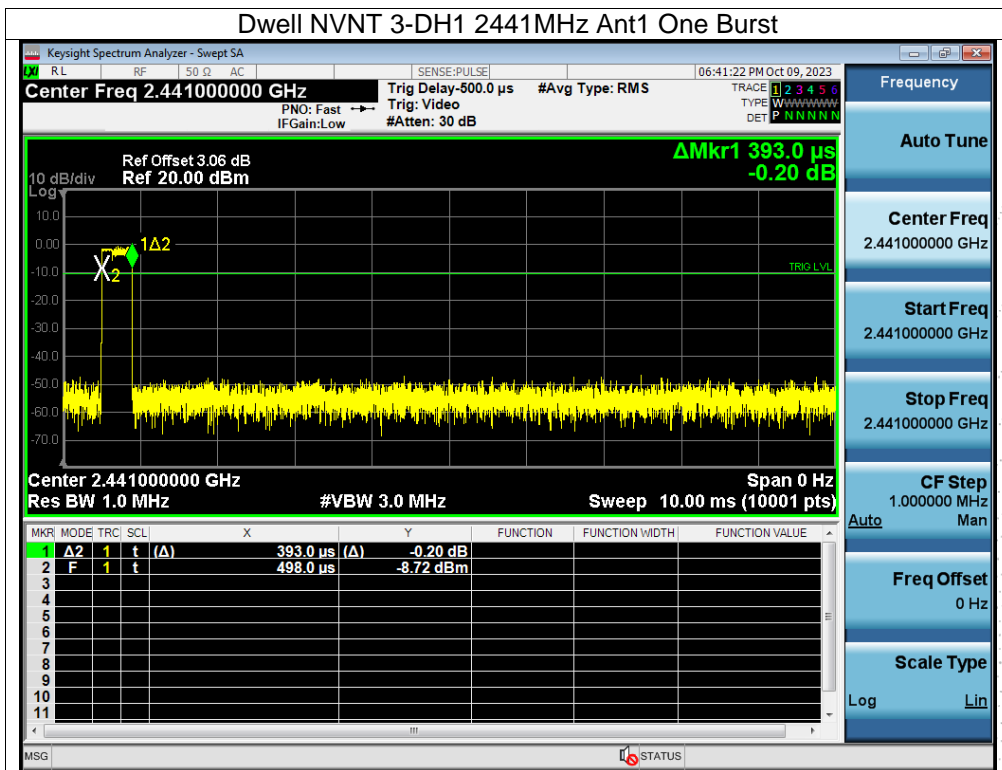 Dwell NVNT 3-DH1 2441MHz Ant1 One Burst
Keysight Spectrum Analyzer - Swept SA
LXI RL RF 50 Ω AC SENSE:PULSE 06:41:22 PM Oct 09, 2023
Center Freq 2.441000000 GHz
PNO: Fast
IFGain:Low
Trig Delay-500.0 µs
Trig: Video
#Atten: 30 dB
#Avg Type: RMS
TRACE 1 2 3 4 5 6
TYPE WWWWWW
DET P N N N N N
Ref Offset 3.06 dB
10 dB/div Ref 20.00 dBm
Log
ΔMkr1 393.0 µs
-0.20 dB
10.0
0.00
-10.0
-20.0
-30.0
-40.0
-50.0
-60.0
-70.0
1Δ2
X2
TRIG LVL
Center 2.441000000 GHz Span 0 Hz
Res BW 1.0 MHz #VBW 3.0 MHz Sweep 10.00 ms (10001 pts)
MKR MODE TRC SCL X Y FUNCTION FUNCTION WIDTH FUNCTION VALUE
1 Δ2 1 t (Δ) 393.0 µs (Δ) -0.20 dB
2 F 1 t 498.0 µs -8.72 dBm
3
4
5
6
7
8
9
10
11
MSG STATUS
Frequency
Auto Tune
Center Freq
2.441000000 GHz
Start Freq
2.441000000 GHz
Stop Freq
2.441000000 GHz
CF Step
1.000000 MHz
Auto Man
Freq Offset
0 Hz
Scale Type
Log Lin